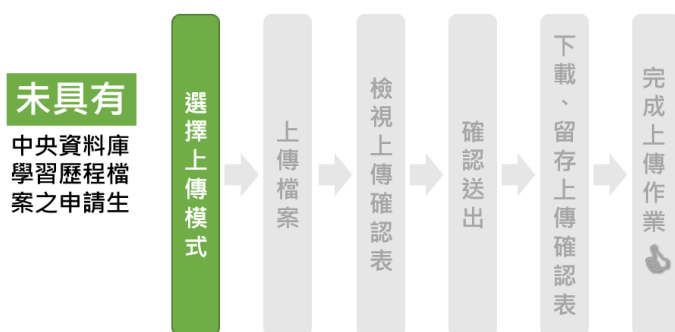 未具有
中央資料庫
學習歷程檔
案之申請生
選擇上傳模式
上傳檔案
檢視上傳確認表
確認送出
下載、留存上傳確認表
完成上傳作業